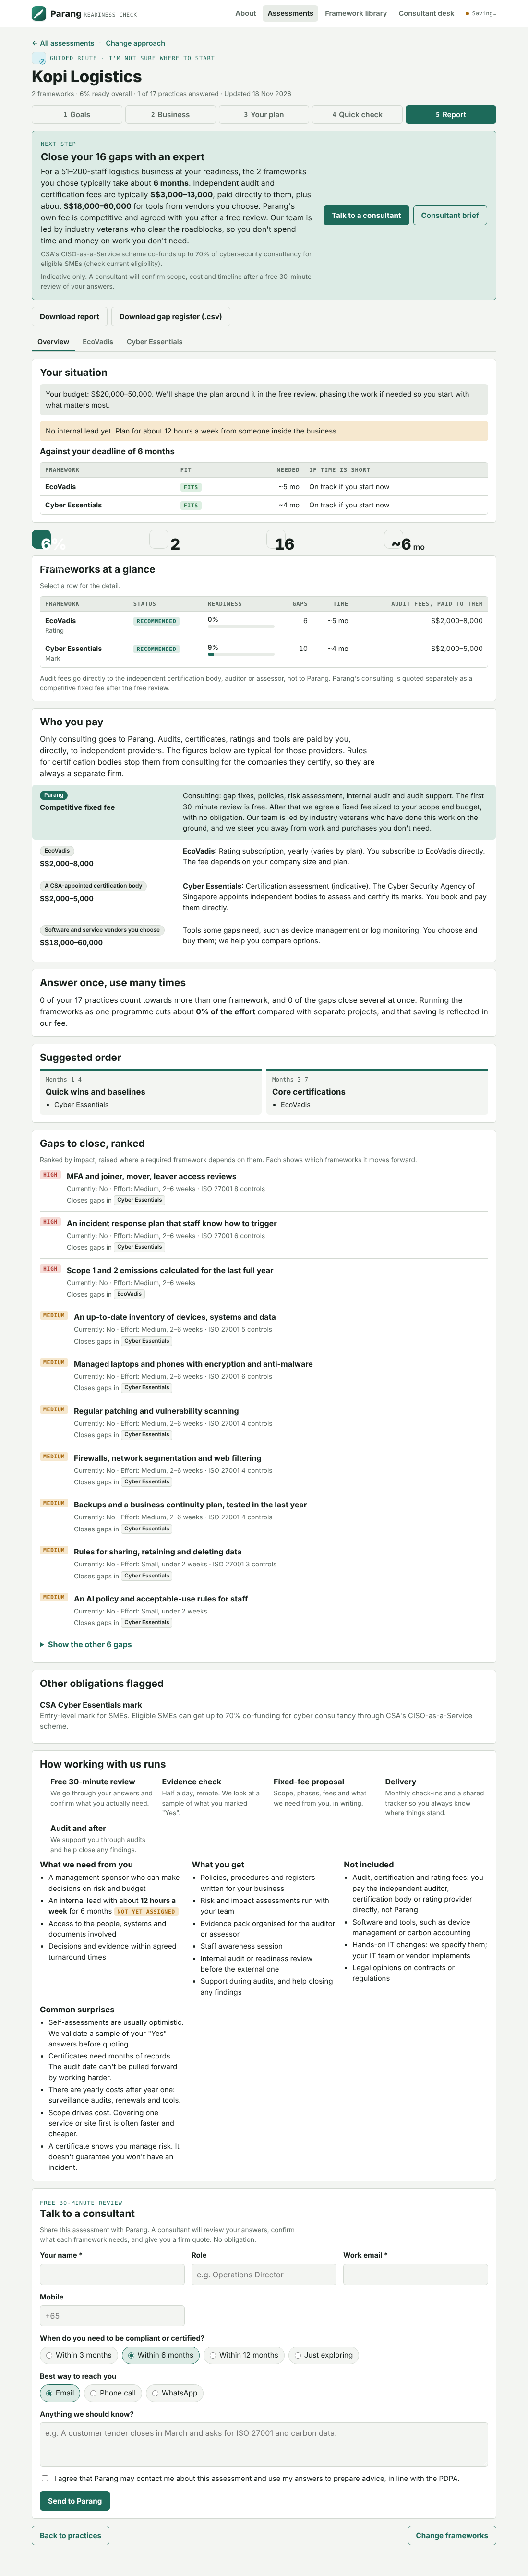 Parang READINESS CHECK
About Assessments Framework library Consultant desk Saving…
← All assessments · Change approach
GUIDED ROUTE · I'M NOT SURE WHERE TO START
Kopi Logistics
2 frameworks · 6% ready overall · 1 of 17 practices answered · Updated 18 Nov 2026
1 Goals
2 Business
3 Your plan
4 Quick check
5 Report
NEXT STEP
Close your 16 gaps with an expert
For a 51–200-staff logistics business at your readiness, the 2 frameworks
you chose typically take about 6 months. Independent audit and
certification fees are typically S$3,000–13,000, paid directly to them, plus
about S$18,000–60,000 for tools from vendors you choose. Parang's
own fee is competitive and agreed with you after a free review. Our team is
led by industry veterans who clear the roadblocks, so you don't spend
time and money on work you don't need.
CSA's CISO-as-a-Service scheme co-funds up to 70% of cybersecurity consultancy for
eligible SMEs (check current eligibility).
Indicative only. A consultant will confirm scope, cost and timeline after a free 30-minute
review of your answers.
Talk to a consultant
Consultant brief
Download report
Download gap register (.csv)
Overview EcoVadis Cyber Essentials
Your situation
Your budget: S$20,000–50,000. We'll shape the plan around it in the free review, phasing the work if needed so you start with
what matters most.
No internal lead yet. Plan for about 12 hours a week from someone inside the business.
Against your deadline of 6 months
FRAMEWORK FIT NEEDED IF TIME IS SHORT
EcoVadis FITS ~5 mo On track if you start now
Cyber Essentials FITS ~4 mo On track if you start now
6%
2
16
~6 mo
Frameworks at a glance
Select a row for the detail.
FRAMEWORK STATUS READINESS GAPS TIME AUDIT FEES, PAID TO THEM
EcoVadis RECOMMENDED 0% 6 ~5 mo S$2,000–8,000
Rating
Cyber Essentials RECOMMENDED 9% 10 ~4 mo S$2,000–5,000
Mark
Audit fees go directly to the independent certification body, auditor or assessor, not to Parang. Parang's consulting is quoted separately as a
competitive fixed fee after the free review.
Who you pay
Only consulting goes to Parang. Audits, certificates, ratings and tools are paid by you,
directly, to independent providers. The figures below are typical for those providers. Rules
for certification bodies stop them from consulting for the companies they certify, so they are
always a separate firm.
Parang
Competitive fixed fee
Consulting: gap fixes, policies, risk assessment, internal audit and audit support. The first
30-minute review is free. After that we agree a fixed fee sized to your scope and budget,
with no obligation. Our team is led by industry veterans who have done this work on the
ground, and we steer you away from work and purchases you don't need.
EcoVadis
S$2,000–8,000
EcoVadis: Rating subscription, yearly (varies by plan). You subscribe to EcoVadis directly.
The fee depends on your company size and plan.
A CSA-appointed certification body
S$2,000–5,000
Cyber Essentials: Certification assessment (indicative). The Cyber Security Agency of
Singapore appoints independent bodies to assess and certify its marks. You book and pay
them directly.
Software and service vendors you choose
S$18,000–60,000
Tools some gaps need, such as device management or log monitoring. You choose and
buy them; we help you compare options.
Answer once, use many times
0 of your 17 practices count towards more than one framework, and 0 of the gaps close several at once. Running the
frameworks as one programme cuts about 0% of the effort compared with separate projects, and that saving is reflected in
our fee.
Suggested order
Months 1–4
Quick wins and baselines
• Cyber Essentials
Months 3–7
Core certifications
• EcoVadis
Gaps to close, ranked
Ranked by impact, raised where a required framework depends on them. Each shows which frameworks it moves forward.
HIGH MFA and joiner, mover, leaver access reviews
Currently: No · Effort: Medium, 2–6 weeks · ISO 27001 8 controls
Closes gaps in Cyber Essentials
HIGH An incident response plan that staff know how to trigger
Currently: No · Effort: Medium, 2–6 weeks · ISO 27001 6 controls
Closes gaps in Cyber Essentials
HIGH Scope 1 and 2 emissions calculated for the last full year
Currently: No · Effort: Medium, 2–6 weeks
Closes gaps in EcoVadis
MEDIUM An up-to-date inventory of devices, systems and data
Currently: No · Effort: Medium, 2–6 weeks · ISO 27001 5 controls
Closes gaps in Cyber Essentials
MEDIUM Managed laptops and phones with encryption and anti-malware
Currently: No · Effort: Medium, 2–6 weeks · ISO 27001 6 controls
Closes gaps in Cyber Essentials
MEDIUM Regular patching and vulnerability scanning
Currently: No · Effort: Medium, 2–6 weeks · ISO 27001 4 controls
Closes gaps in Cyber Essentials
MEDIUM Firewalls, network segmentation and web filtering
Currently: No · Effort: Medium, 2–6 weeks · ISO 27001 4 controls
Closes gaps in Cyber Essentials
MEDIUM Backups and a business continuity plan, tested in the last year
Currently: No · Effort: Medium, 2–6 weeks · ISO 27001 4 controls
Closes gaps in Cyber Essentials
MEDIUM Rules for sharing, retaining and deleting data
Currently: No · Effort: Small, under 2 weeks · ISO 27001 3 controls
Closes gaps in Cyber Essentials
MEDIUM An AI policy and acceptable-use rules for staff
Currently: No · Effort: Small, under 2 weeks
Closes gaps in Cyber Essentials
▶ Show the other 6 gaps
Other obligations flagged
CSA Cyber Essentials mark
Entry-level mark for SMEs. Eligible SMEs can get up to 70% co-funding for cyber consultancy through CSA's CISO-as-a-Service
scheme.
How working with us runs
Free 30-minute review
We go through your answers and
confirm what you actually need.
Evidence check
Half a day, remote. We look at a
sample of what you marked
"Yes".
Fixed-fee proposal
Scope, phases, fees and what
we need from you, in writing.
Delivery
Monthly check-ins and a shared
tracker so you always know
where things stand.
Audit and after
We support you through audits
and help close any findings.
What we need from you
• A management sponsor who can make
decisions on risk and budget
• An internal lead with about 12 hours a
week for 6 months NOT YET ASSIGNED
• Access to the people, systems and
documents involved
• Decisions and evidence within agreed
turnaround times
What you get
• Policies, procedures and registers
written for your business
• Risk and impact assessments run with
your team
• Evidence pack organised for the auditor
or assessor
• Staff awareness session
• Internal audit or readiness review
before the external one
• Support during audits, and help closing
any findings
Not included
• Audit, certification and rating fees: you
pay the independent auditor,
certification body or rating provider
directly, not Parang
• Software and tools, such as device
management or carbon accounting
• Hands-on IT changes: we specify them;
your IT team or vendor implements
• Legal opinions on contracts or
regulations
Common surprises
• Self-assessments are usually optimistic.
We validate a sample of your "Yes"
answers before quoting.
• Certificates need months of records.
The audit date can't be pulled forward
by working harder.
• There are yearly costs after year one:
surveillance audits, renewals and tools.
• Scope drives cost. Covering one
service or site first is often faster and
cheaper.
• A certificate shows you manage risk. It
doesn't guarantee you won't have an
incident.
FREE 30-MINUTE REVIEW
Talk to a consultant
Share this assessment with Parang. A consultant will review your answers, confirm
what each framework needs, and give you a firm quote. No obligation.
Your name *
Role
e.g. Operations Director
Work email *
Mobile
+65
When do you need to be compliant or certified?
Within 3 months
Within 6 months
Within 12 months
Just exploring
Best way to reach you
Email
Phone call
WhatsApp
Anything we should know?
e.g. A customer tender closes in March and asks for ISO 27001 and carbon data.
I agree that Parang may contact me about this assessment and use my answers to prepare advice, in line with the PDPA.
Send to Parang
Back to practices
Change frameworks